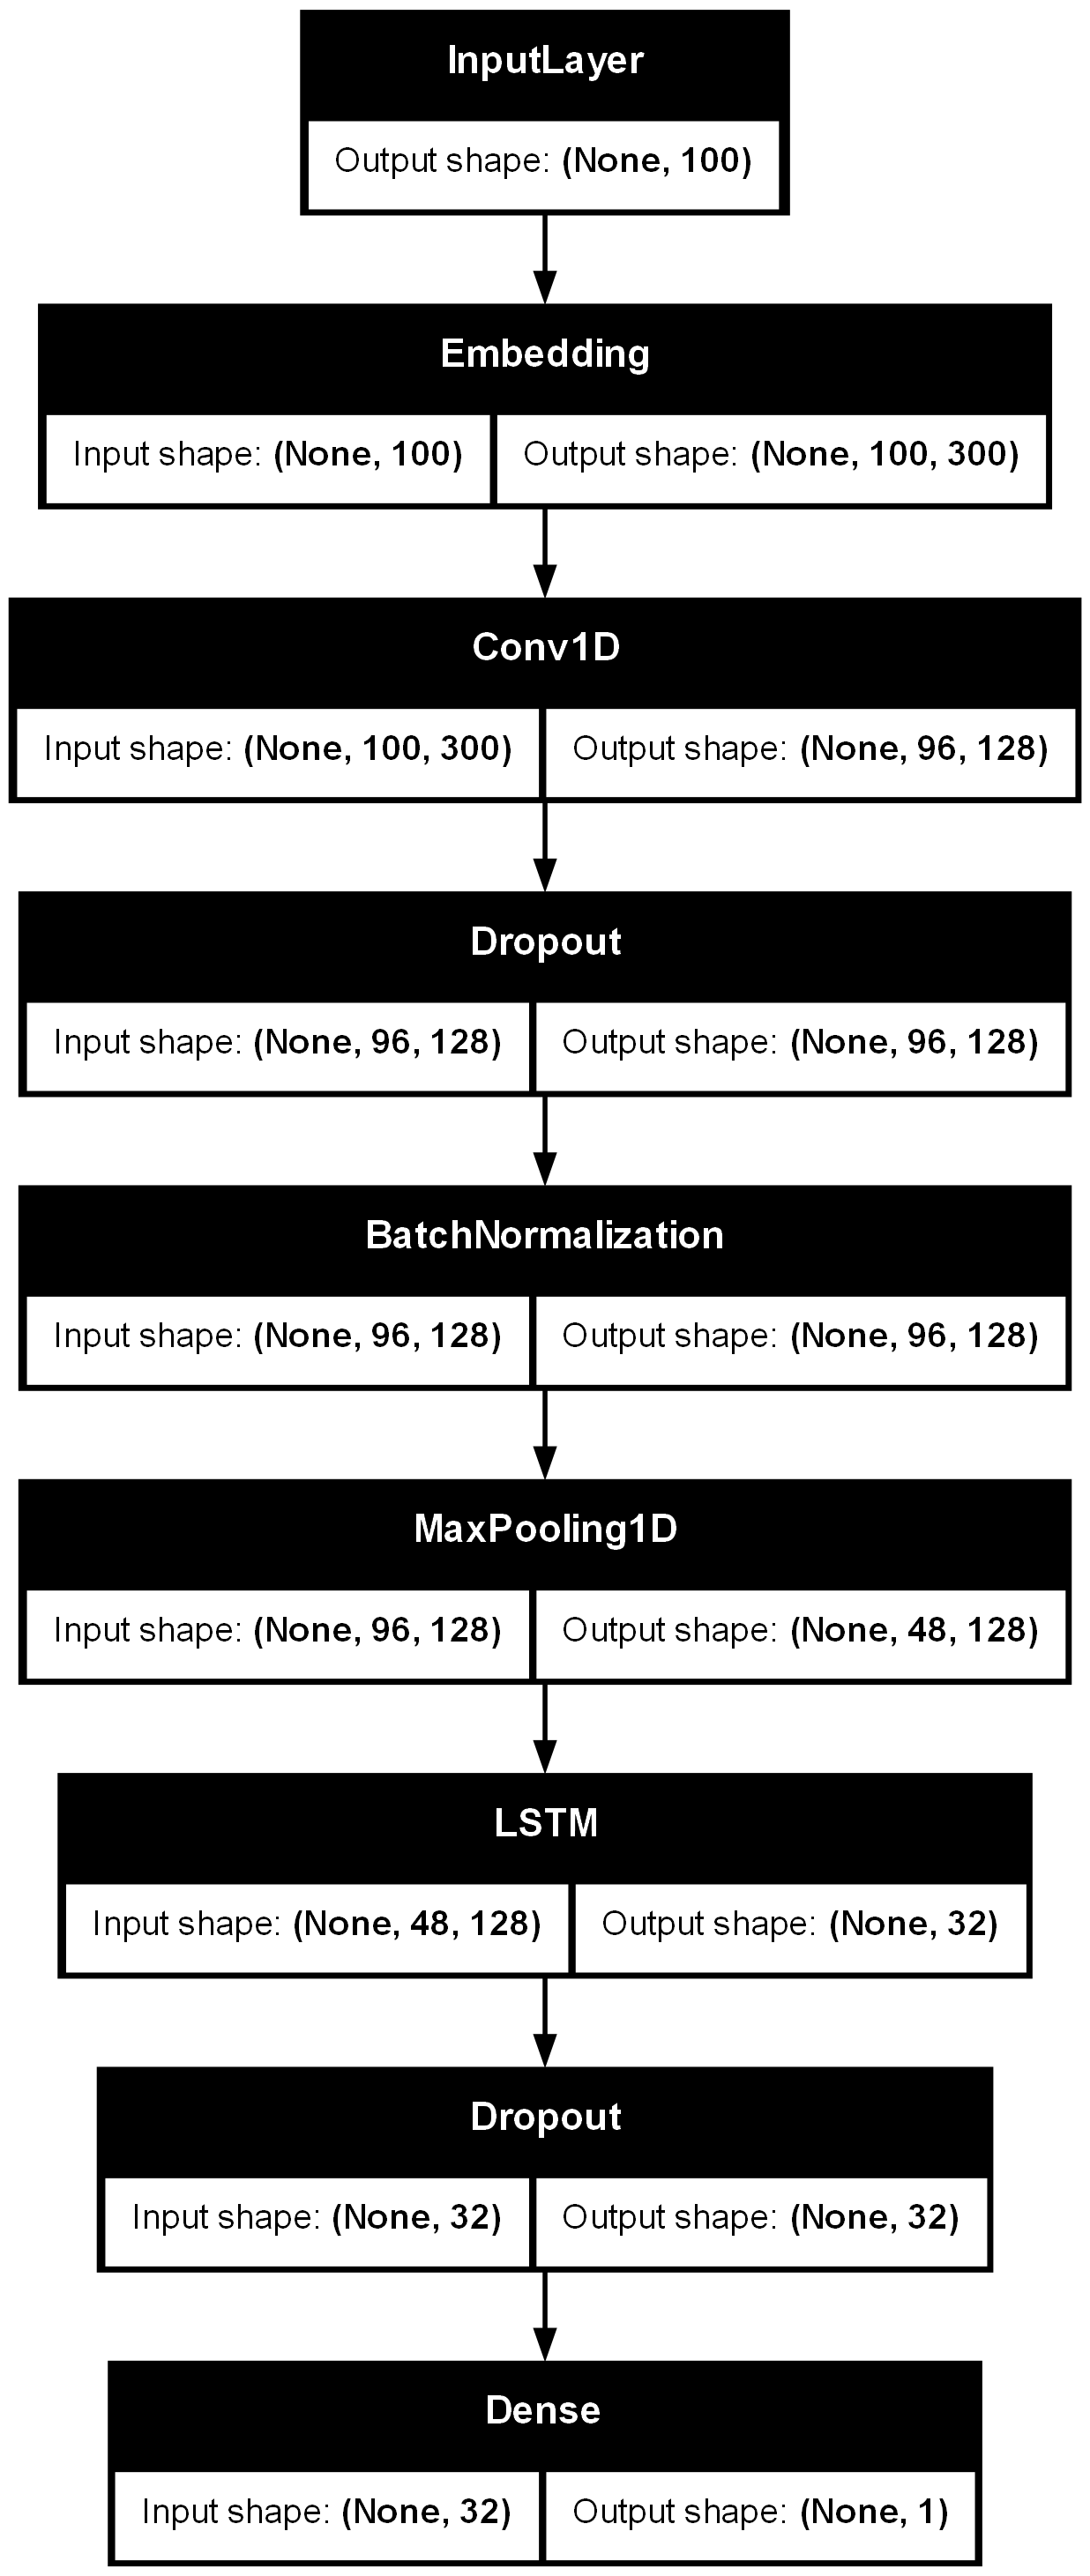 InputLayer
Output shape: (None, 100)
Embedding
Input shape: (None, 100) Output shape: (None, 100, 300)
Conv1D
Input shape: (None, 100, 300) Output shape: (None, 96, 128)
Dropout
Input shape: (None, 96, 128) Output shape: (None, 96, 128)
BatchNormalization
Input shape: (None, 96, 128) Output shape: (None, 96, 128)
MaxPooling1D
Input shape: (None, 96, 128) Output shape: (None, 48, 128)
LSTM
Input shape: (None, 48, 128) Output shape: (None, 32)
Dropout
Input shape: (None, 32) Output shape: (None, 32)
Dense
Input shape: (None, 32) Output shape: (None, 1)